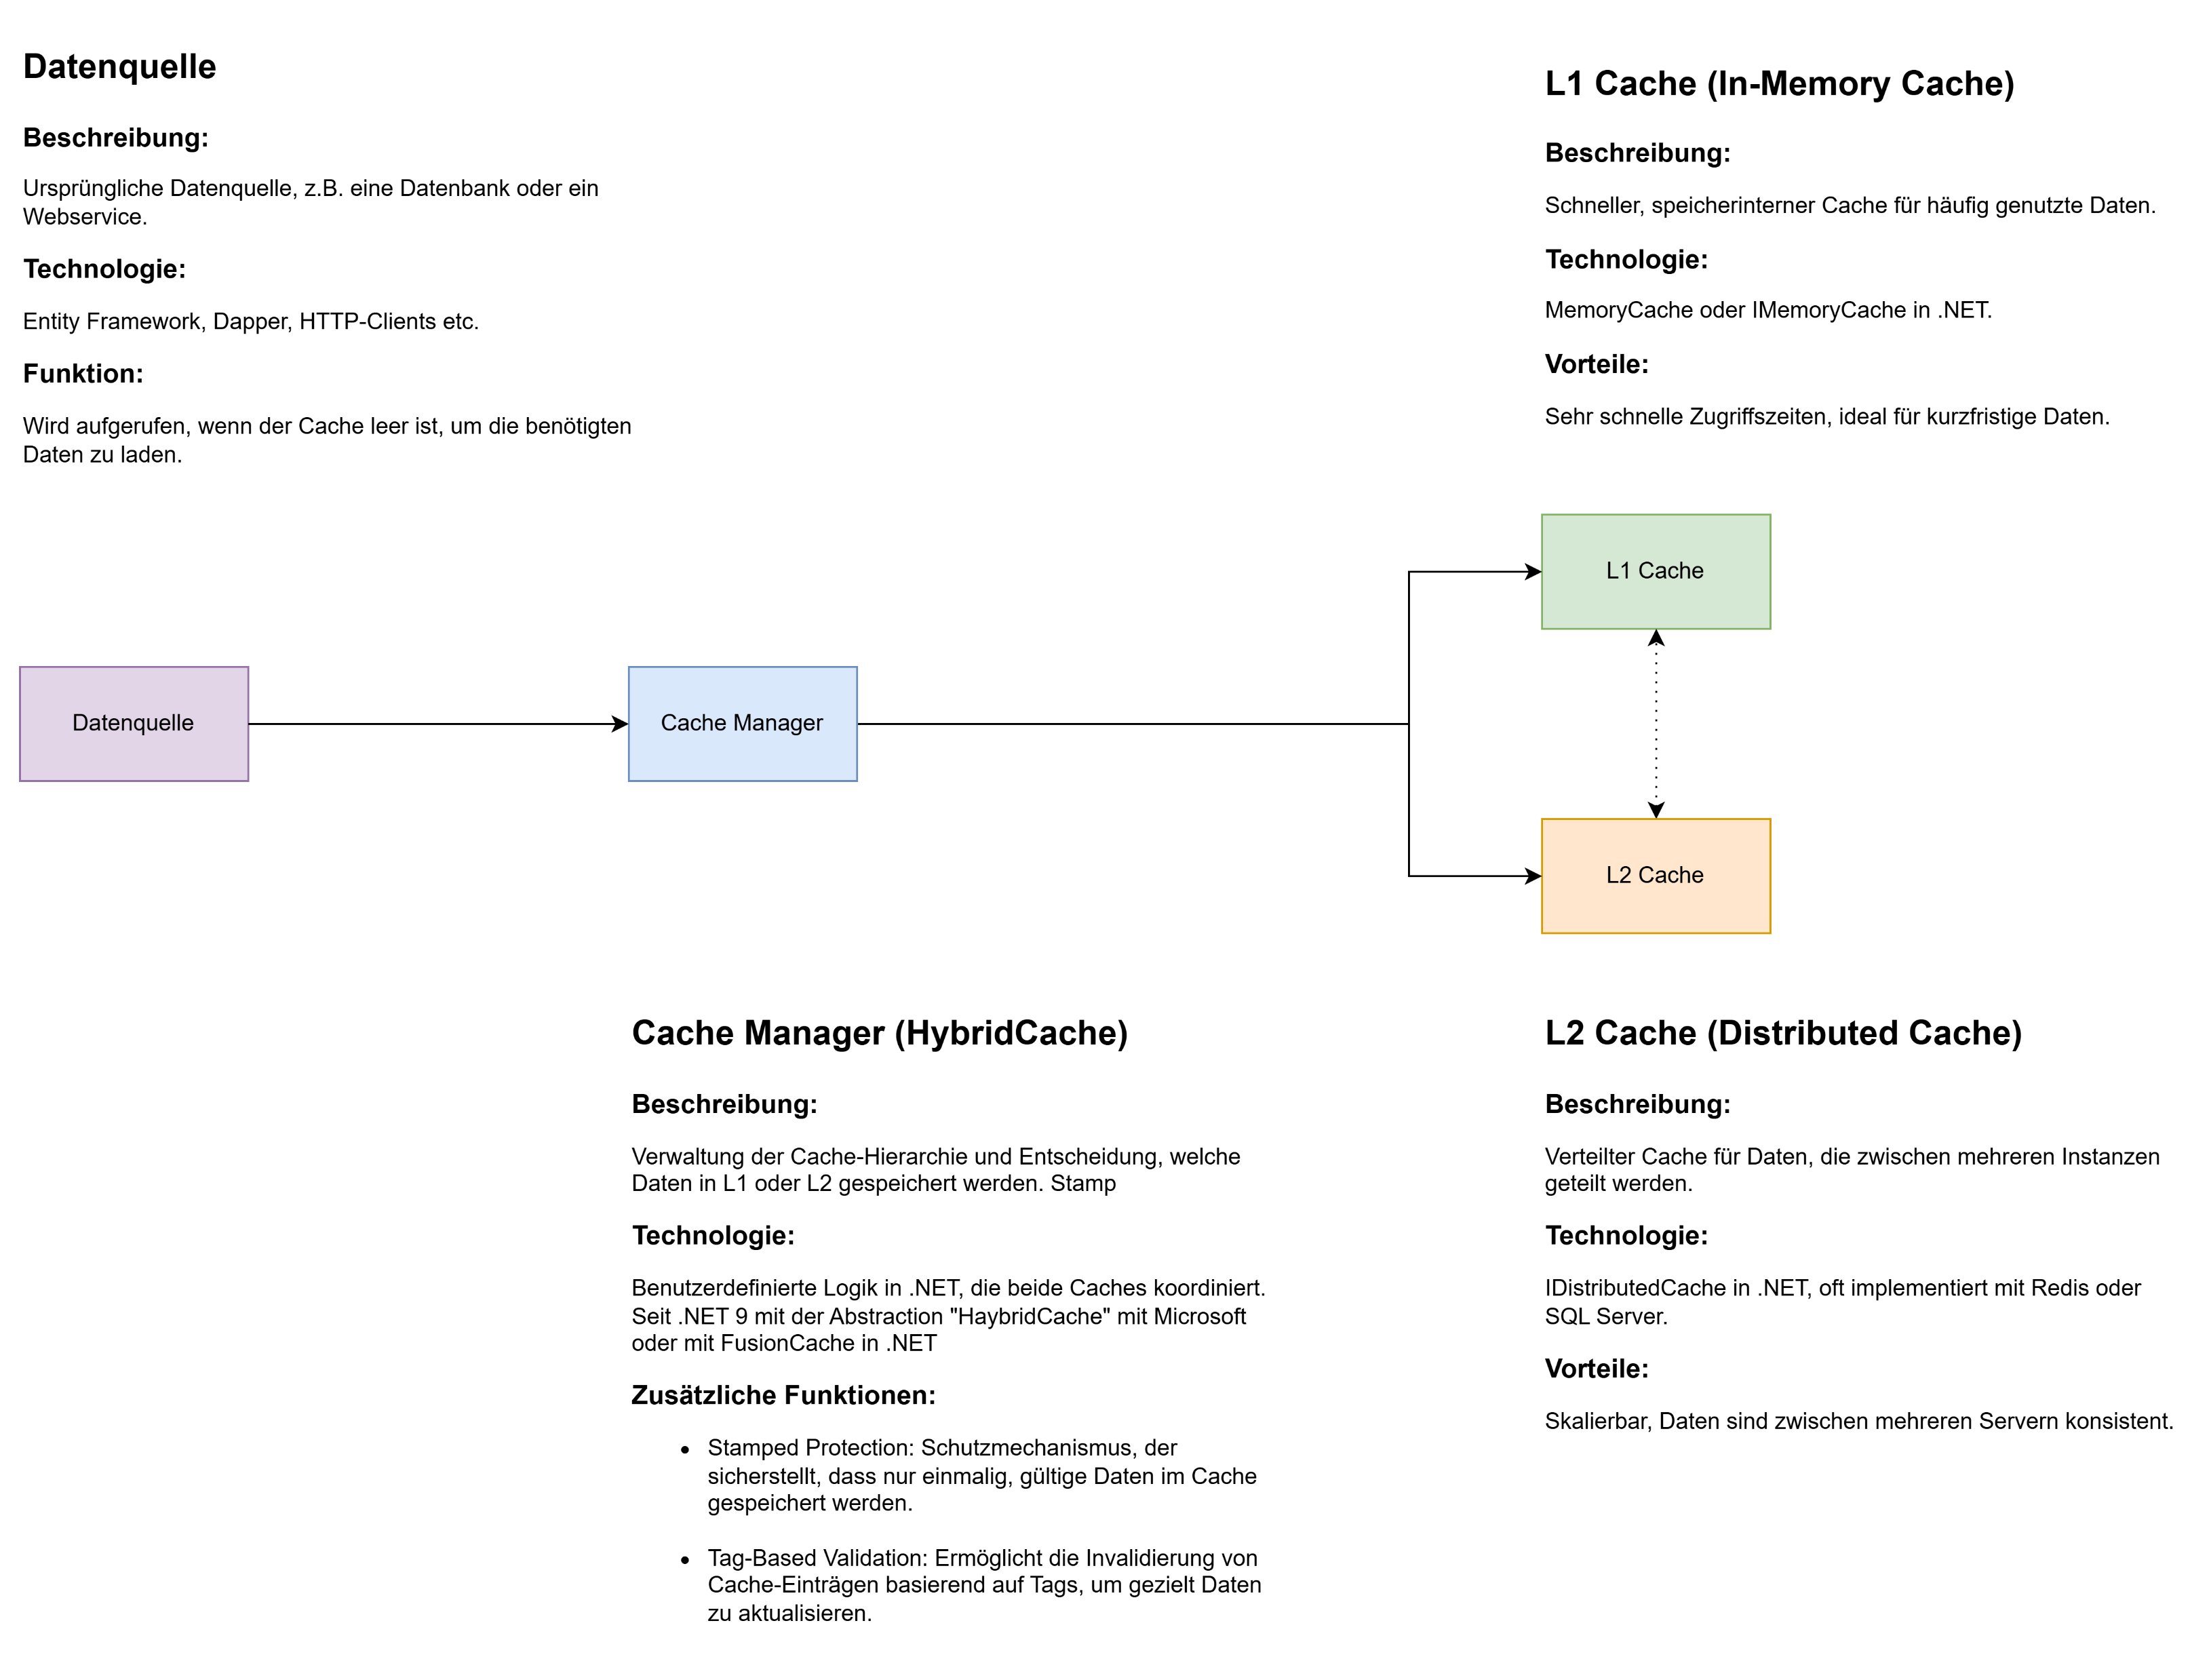 Datenquelle
Beschreibung:
Ursprüngliche Datenquelle, z.B. eine Datenbank oder ein
Webservice.
Technologie:
Entity Framework, Dapper, HTTP-Clients etc.
Funktion:
Wird aufgerufen, wenn der Cache leer ist, um die benötigten
Daten zu laden.
L1 Cache (In-Memory Cache)
Beschreibung:
Schneller, speicherinterner Cache für häufig genutzte Daten.
Technologie:
MemoryCache oder IMemoryCache in .NET.
Vorteile:
Sehr schnelle Zugriffszeiten, ideal für kurzfristige Daten.
L1 Cache
Datenquelle
Cache Manager
L2 Cache
Cache Manager (HybridCache)
Beschreibung:
Verwaltung der Cache-Hierarchie und Entscheidung, welche
Daten in L1 oder L2 gespeichert werden. Stamp
Technologie:
Benutzerdefinierte Logik in .NET, die beide Caches koordiniert.
Seit .NET 9 mit der Abstraction "HaybridCache" mit Microsoft
oder mit FusionCache in .NET
Zusätzliche Funktionen:
• Stamped Protection: Schutzmechanismus, der
sicherstellt, dass nur einmalig, gültige Daten im Cache
gespeichert werden.
• Tag-Based Validation: Ermöglicht die Invalidierung von
Cache-Einträgen basierend auf Tags, um gezielt Daten
zu aktualisieren.
L2 Cache (Distributed Cache)
Beschreibung:
Verteilter Cache für Daten, die zwischen mehreren Instanzen
geteilt werden.
Technologie:
IDistributedCache in .NET, oft implementiert mit Redis oder
SQL Server.
Vorteile:
Skalierbar, Daten sind zwischen mehreren Servern konsistent.